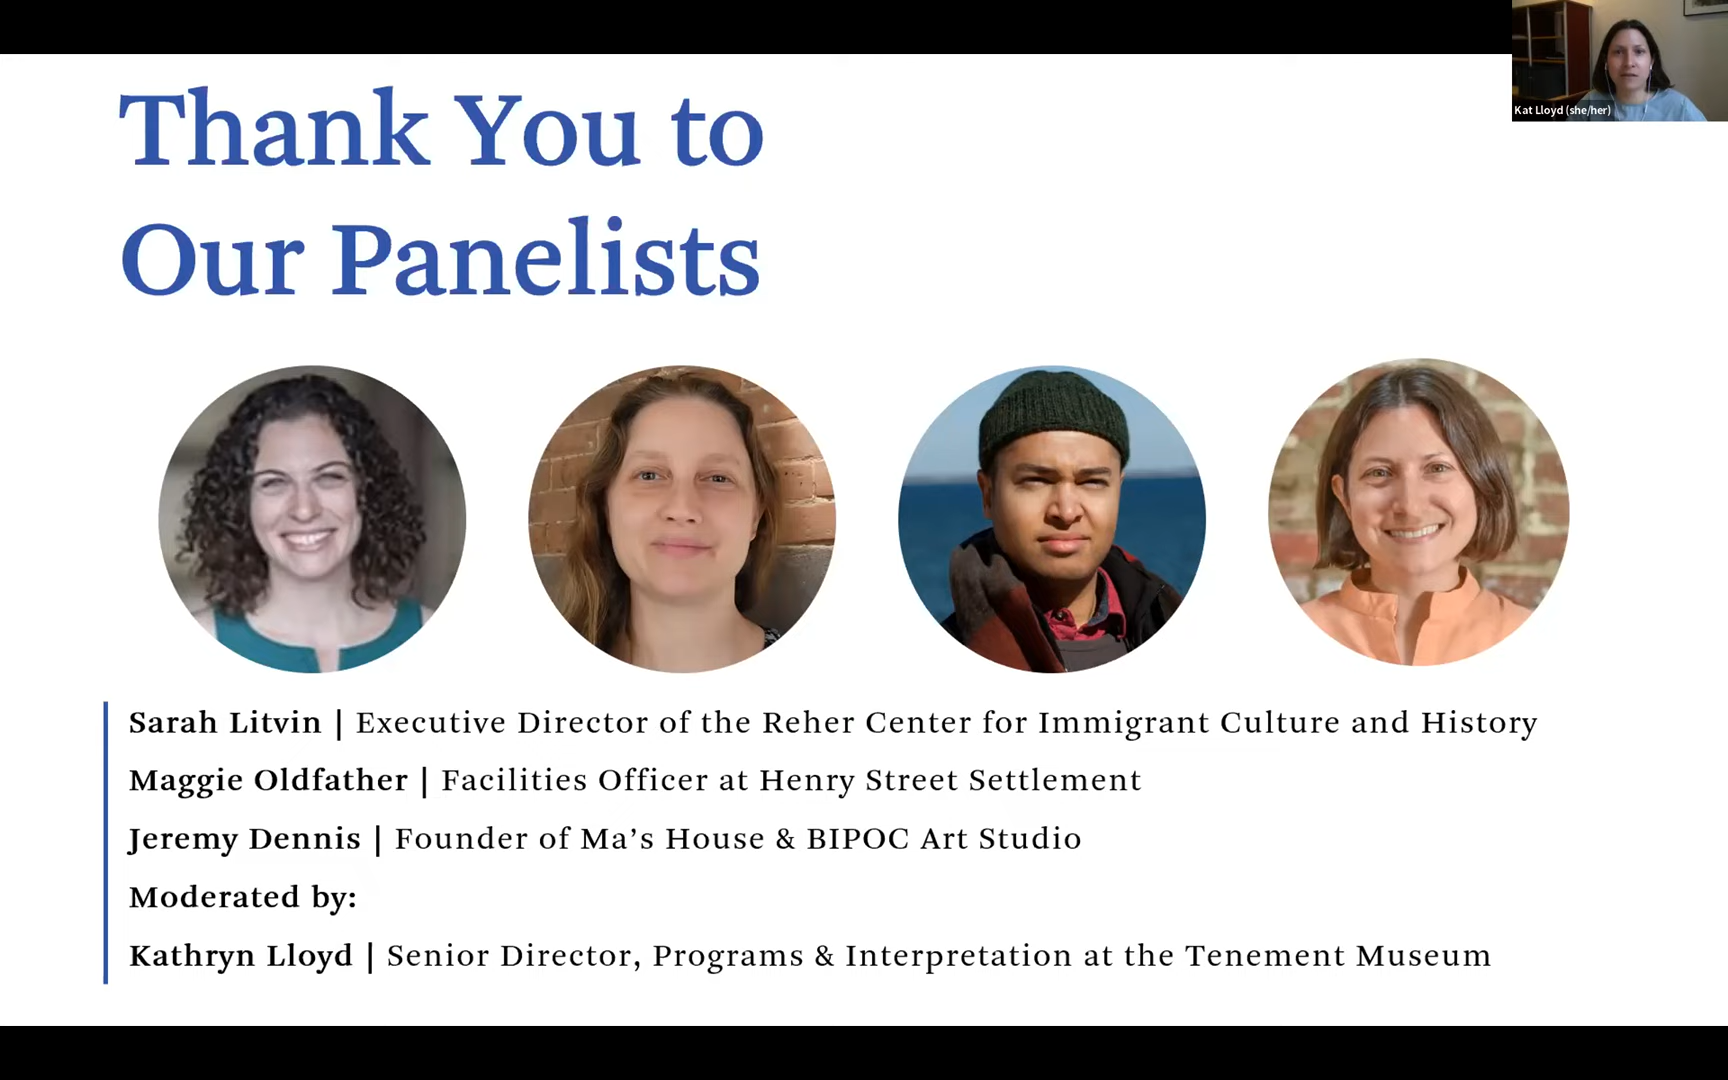 Thank You to
Our Panelists
Kat Lloyd (she/her)
Sarah Litvin | Executive Director of the Reher Center for Immigrant Culture and History
Maggie Oldfather | Facilities Officer at Henry Street Settlement
Jeremy Dennis | Founder of Ma’s House & BIPOC Art Studio
Moderated by:
Kathryn Lloyd | Senior Director, Programs & Interpretation at the Tenement Museum